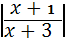 |x + 1|
|x + 3|